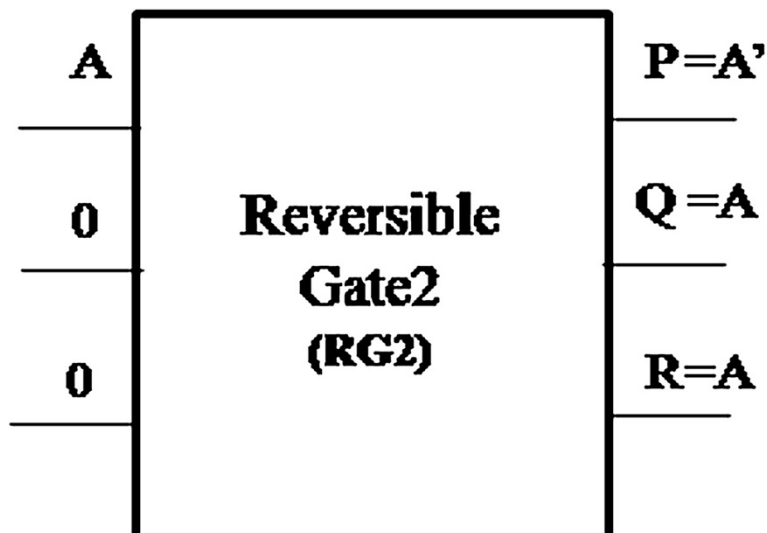 A
P=A’
0
Q =A
Reversible
Gate2
(RG2)
0
R=A